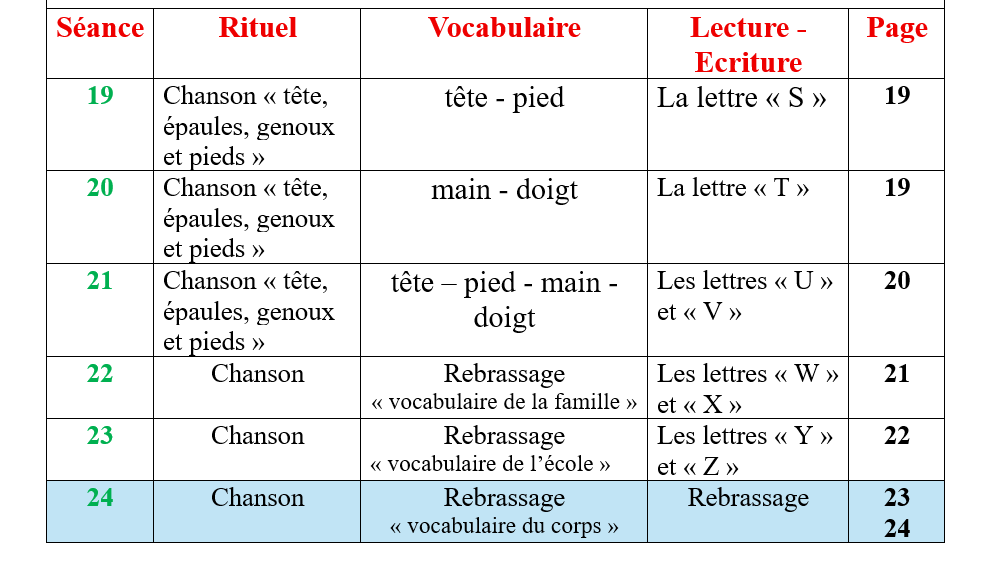 Séance Rituel Vocabulaire Lecture - Page
Ecriture
19 Chanson « tête, tête - pied La lettre « S » 19
épaules, genoux
et pieds »
20 Chanson « tête, main - doigt La lettre « T » 19
épaules, genoux
et pieds »
21 Chanson « tête, tête – pied - main - Les lettres « U » 20
épaules, genoux doigt et « V »
et pieds »
22 Chanson Rebrassage Les lettres « W » 21
« vocabulaire de la famille » et « X »
23 Chanson Rebrassage Les lettres « Y » 22
« vocabulaire de l’école » et « Z »
24 Chanson Rebrassage Rebrassage 23
« vocabulaire du corps » 24